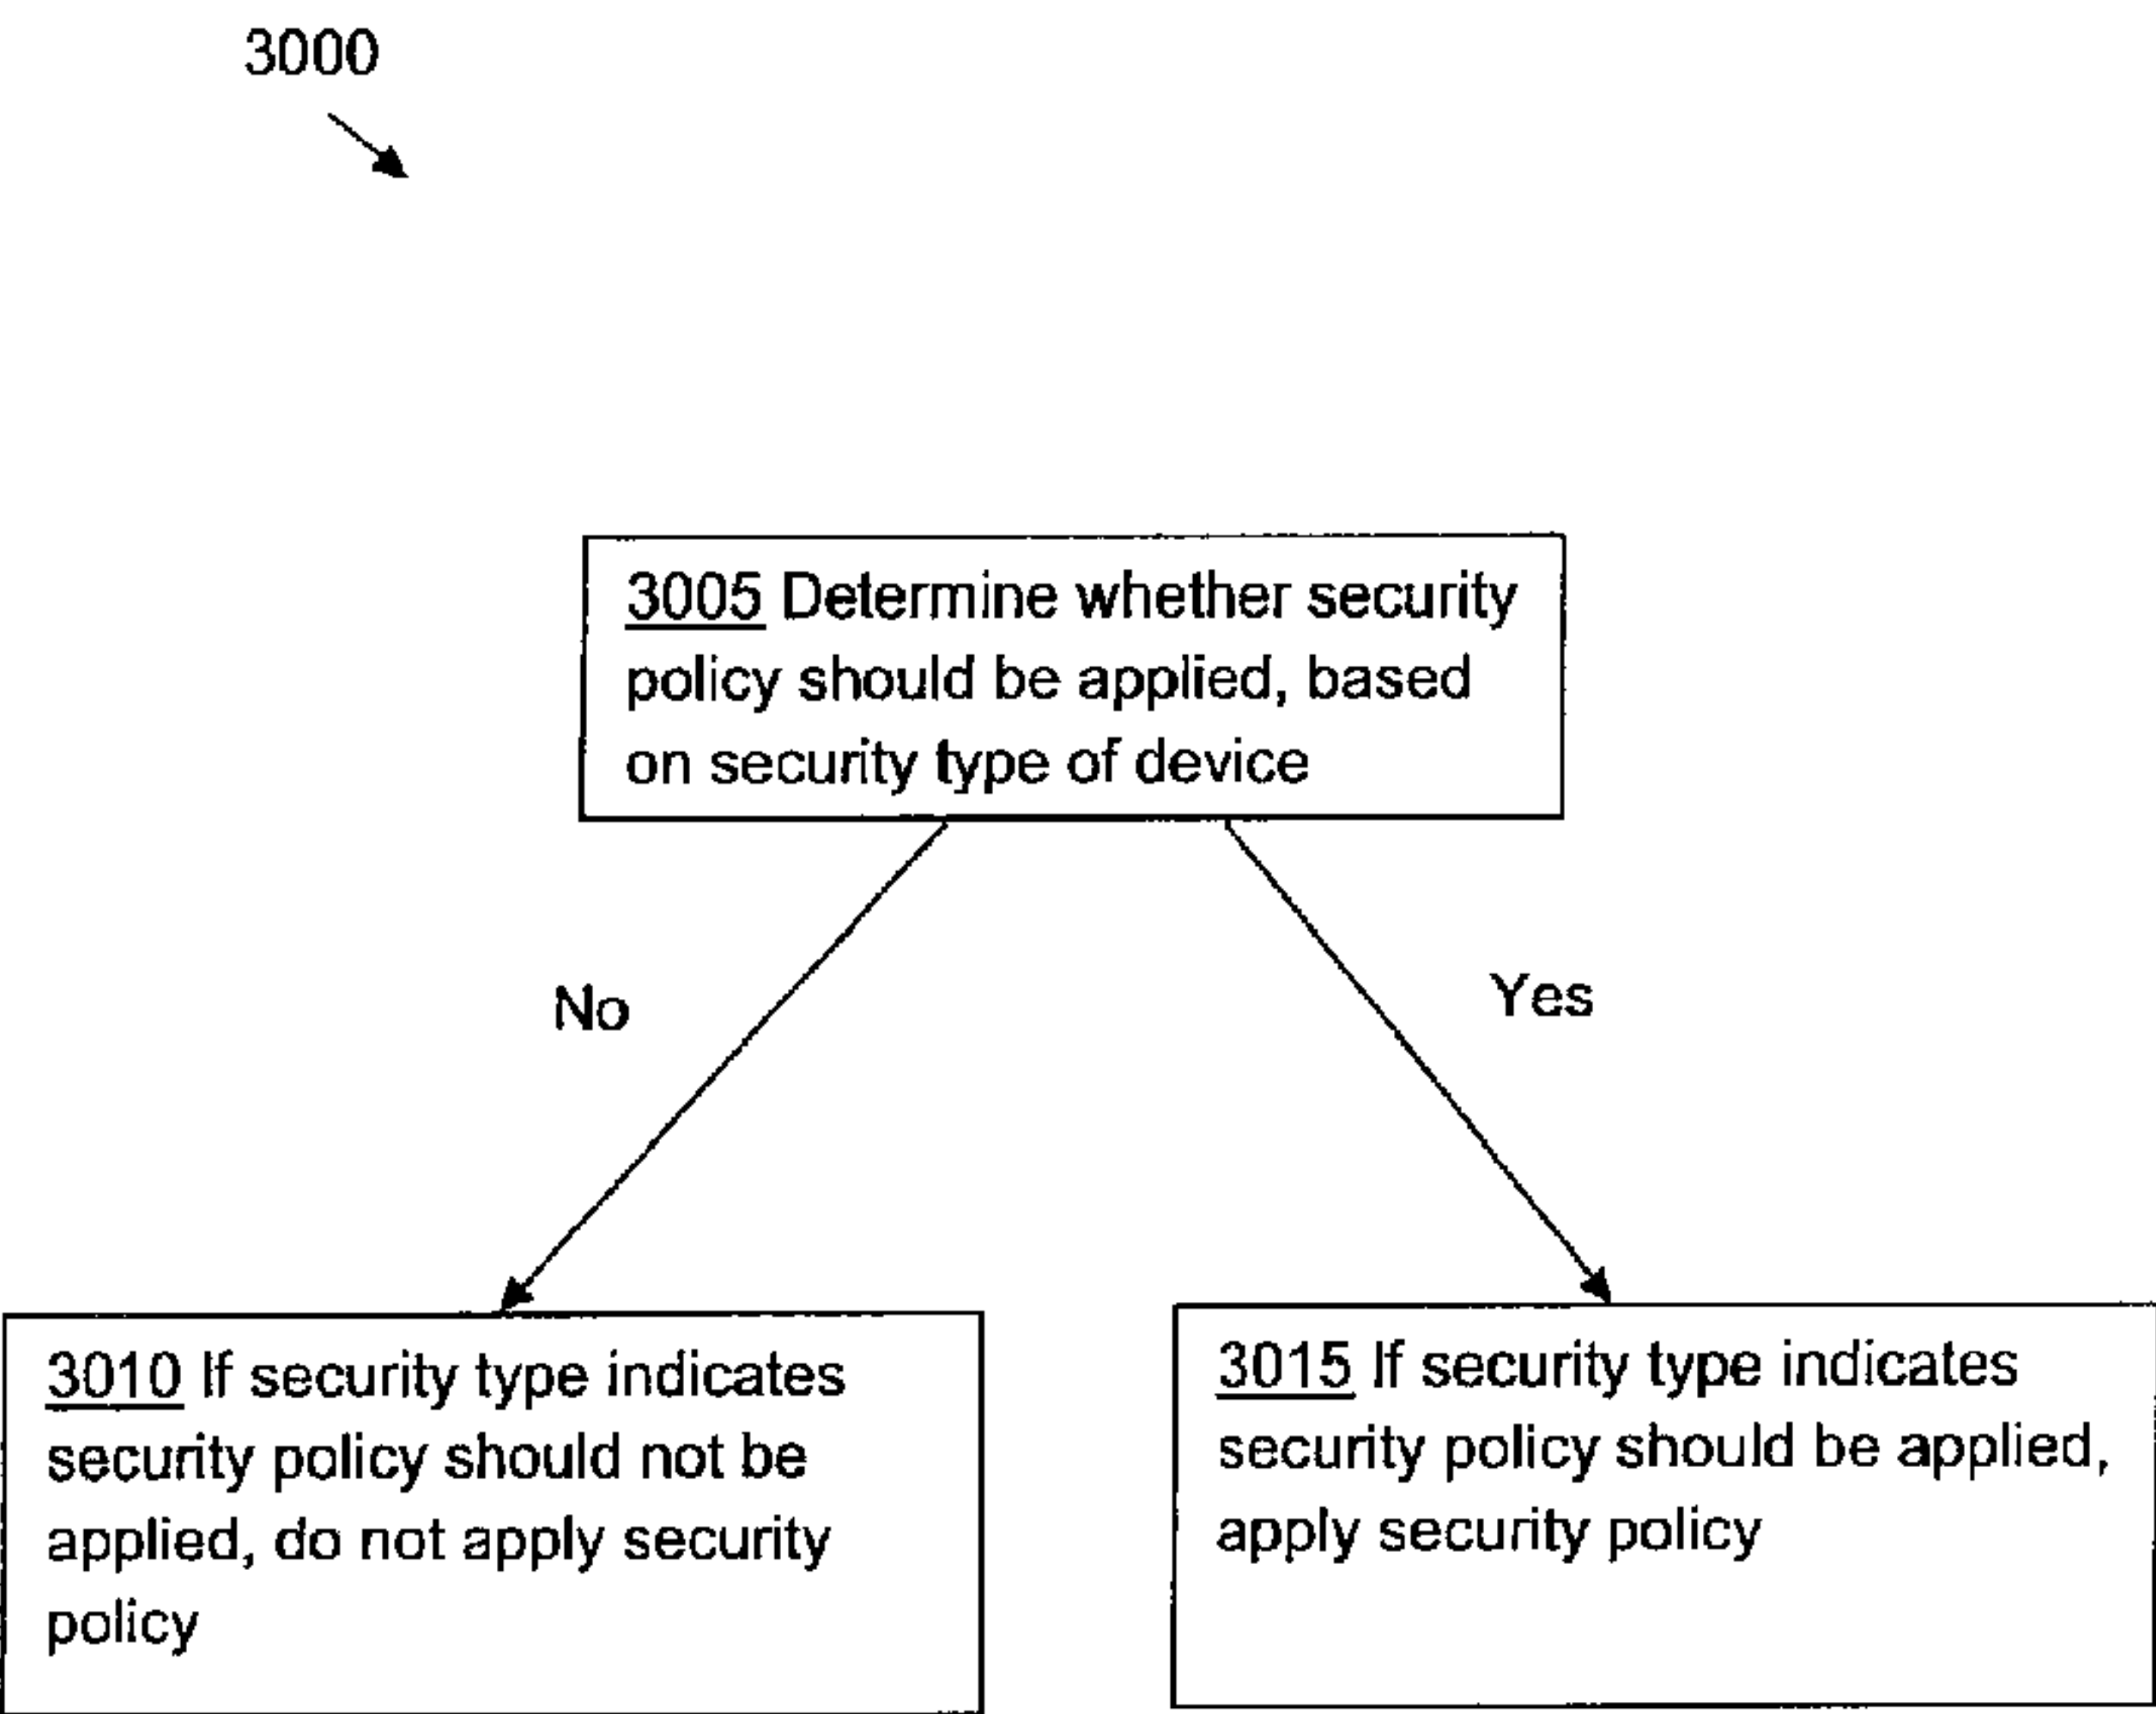 3000
3005 Determine whether security
policy should be applied, based
on security type of device
No
Yes
3010 If security type indicates
security policy should not be
applied, do not apply security
policy
3015 If security type indicates
security policy should be applied,
apply security policy